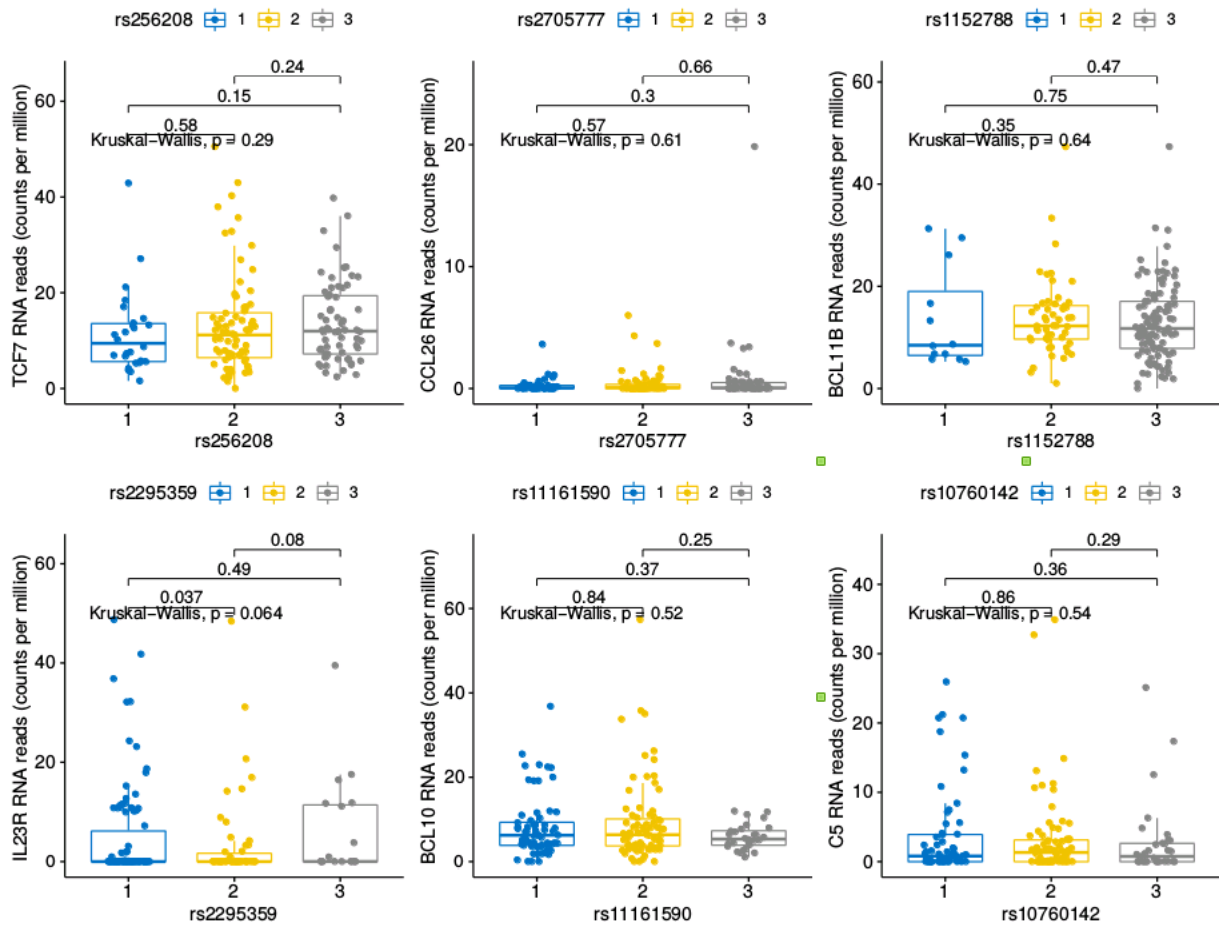 rs256208 1 2 3
TCF7 RNA reads (counts per million)
0.24
0.15
0.58
Kruskal−Wallis, p = 0.29
60
40
20
0
1 2 3
rs256208
rs2705777 1 2 3
CCL26 RNA reads (counts per million)
0.66
0.3
0.57
Kruskal−Wallis, p = 0.61
20
10
0
1 2 3
rs2705777
rs1152788 1 2 3
BCL11B RNA reads (counts per million)
0.47
0.75
0.35
Kruskal−Wallis, p = 0.64
60
40
20
0
1 2 3
rs1152788
rs2295359 1 2 3
IL23R RNA reads (counts per million)
0.08
0.49
0.037
Kruskal−Wallis, p = 0.064
60
40
20
0
1 2 3
rs2295359
rs11161590 1 2 3
BCL10 RNA reads (counts per million)
0.25
0.37
0.84
Kruskal−Wallis, p = 0.52
60
40
20
0
1 2 3
rs11161590
rs10760142 1 2 3
C5 RNA reads (counts per million)
0.29
0.36
0.86
Kruskal−Wallis, p = 0.54
40
30
20
10
0
1 2 3
rs10760142